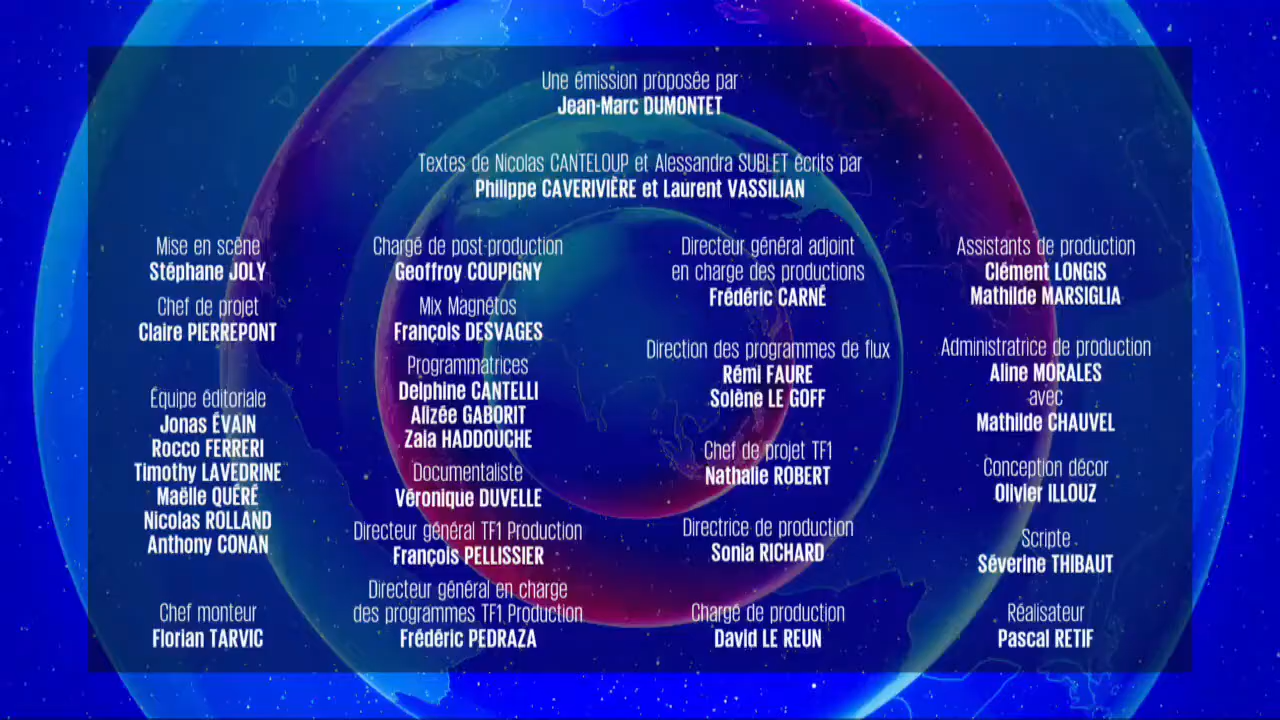 Une émission proposée par
Jean-Marc DUMONTET
Textes de Nicolas CANTELOUP et Alessandra SUBLET écrits par
Philippe CAVERIVIÈRE et Laurent VASSILIAN
Mise en scène
Stéphane JOLY
Chef de projet
Claire PIERREPONT
Équipe éditoriale
Jonas ÉVAIN
Rocco FERRERI
Timothy LAVEDRINE
Maëlle QUÉRÉ
Nicolas ROLLAND
Anthony CONAN
Chef monteur
Florian TARVIC
Chargé de post-production
Geoffroy COUPIGNY
Mix Magnétos
François DESVAGES
Programmatrices
Delphine CANTELLI
Alizée GABORIT
Zaia HADDOUCHE
Documentaliste
Véronique DUVELLE
Directeur général TF1 Production
François PELLISSIER
Directeur général en charge
des programmes TF1 Production
Frédéric PEDRAZA
Directeur général adjoint
en charge des productions
Frédéric CARNÉ
Direction des programmes de flux
Rémi FAURE
Solène LE GOFF
Chef de projet TF1
Nathalie ROBERT
Directrice de production
Sonia RICHARD
Chargé de production
David LE REUN
Assistants de production
Clément LONGIS
Mathilde MARSIGLIA
Administratrice de production
Aline MORALES
avec
Mathilde CHAUVEL
Conception décor
Olivier ILLOUZ
Scripte
Séverine THIBAUT
Réalisateur
Pascal RETIF